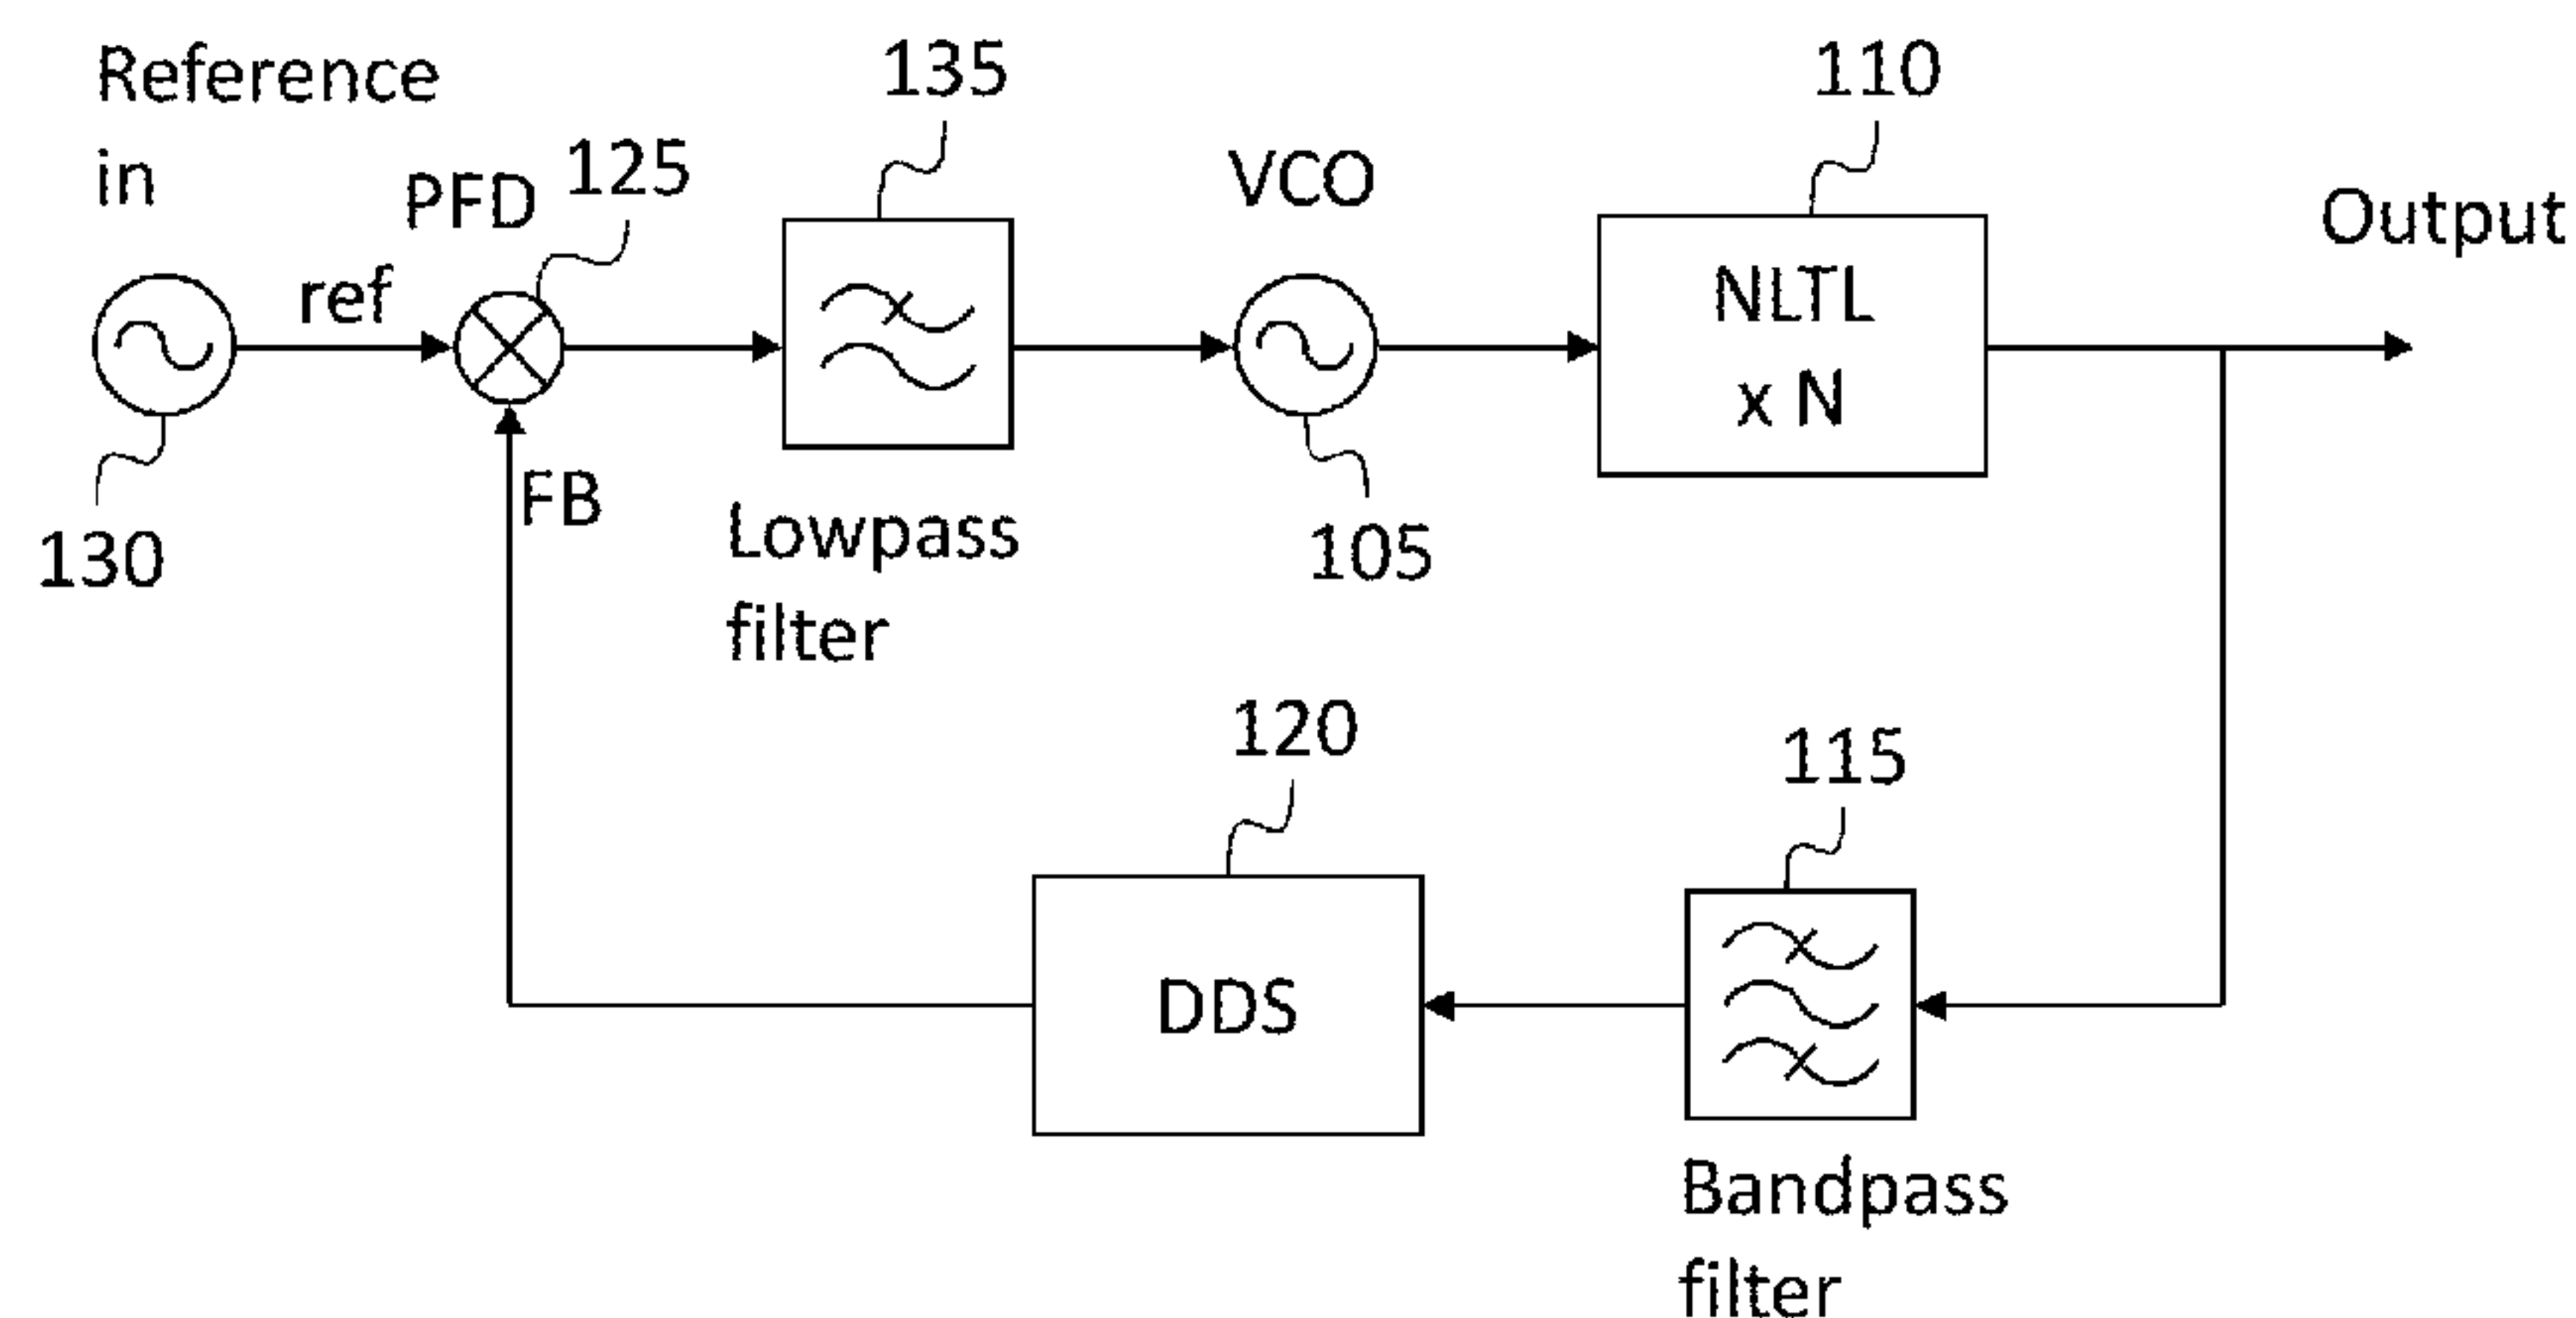 Reference
in
135
110
PFD
125
VCO
Output
ref
NLTL
x N
FB
130
Lowpass
filter
105
120
115
DDS
Bandpass
filter